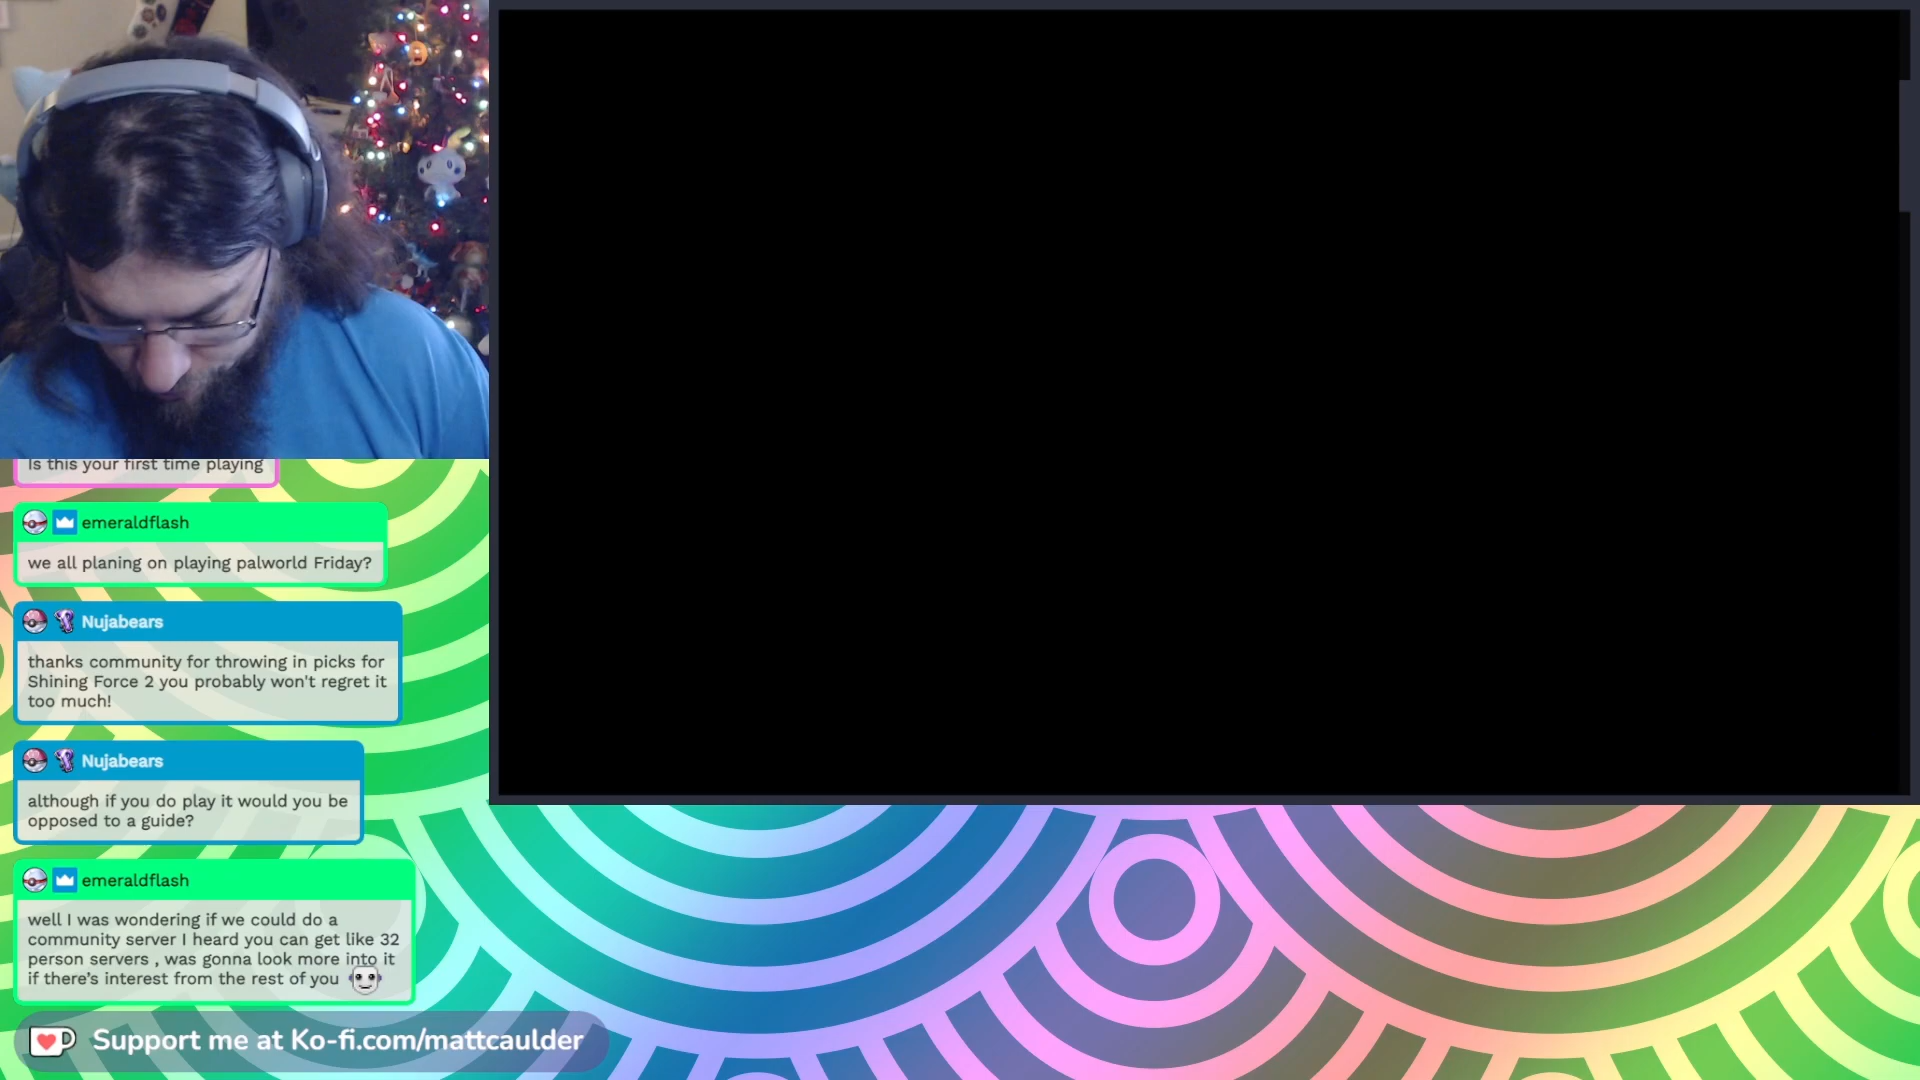 Is this your first time playing
emeraldflash
we all planing on playing palworld Friday?
Nujabears
thanks community for throwing in picks for
Shining Force 2 you probably won't regret it
too much!
Nujabears
although if you do play it would you be
opposed to a guide?
emeraldflash
well I was wondering if we could do a
community server I heard you can get like 32
person servers , was gonna look more into it
if there's interest from the rest of you
Support me at Ko-fi.com/mattcaulder